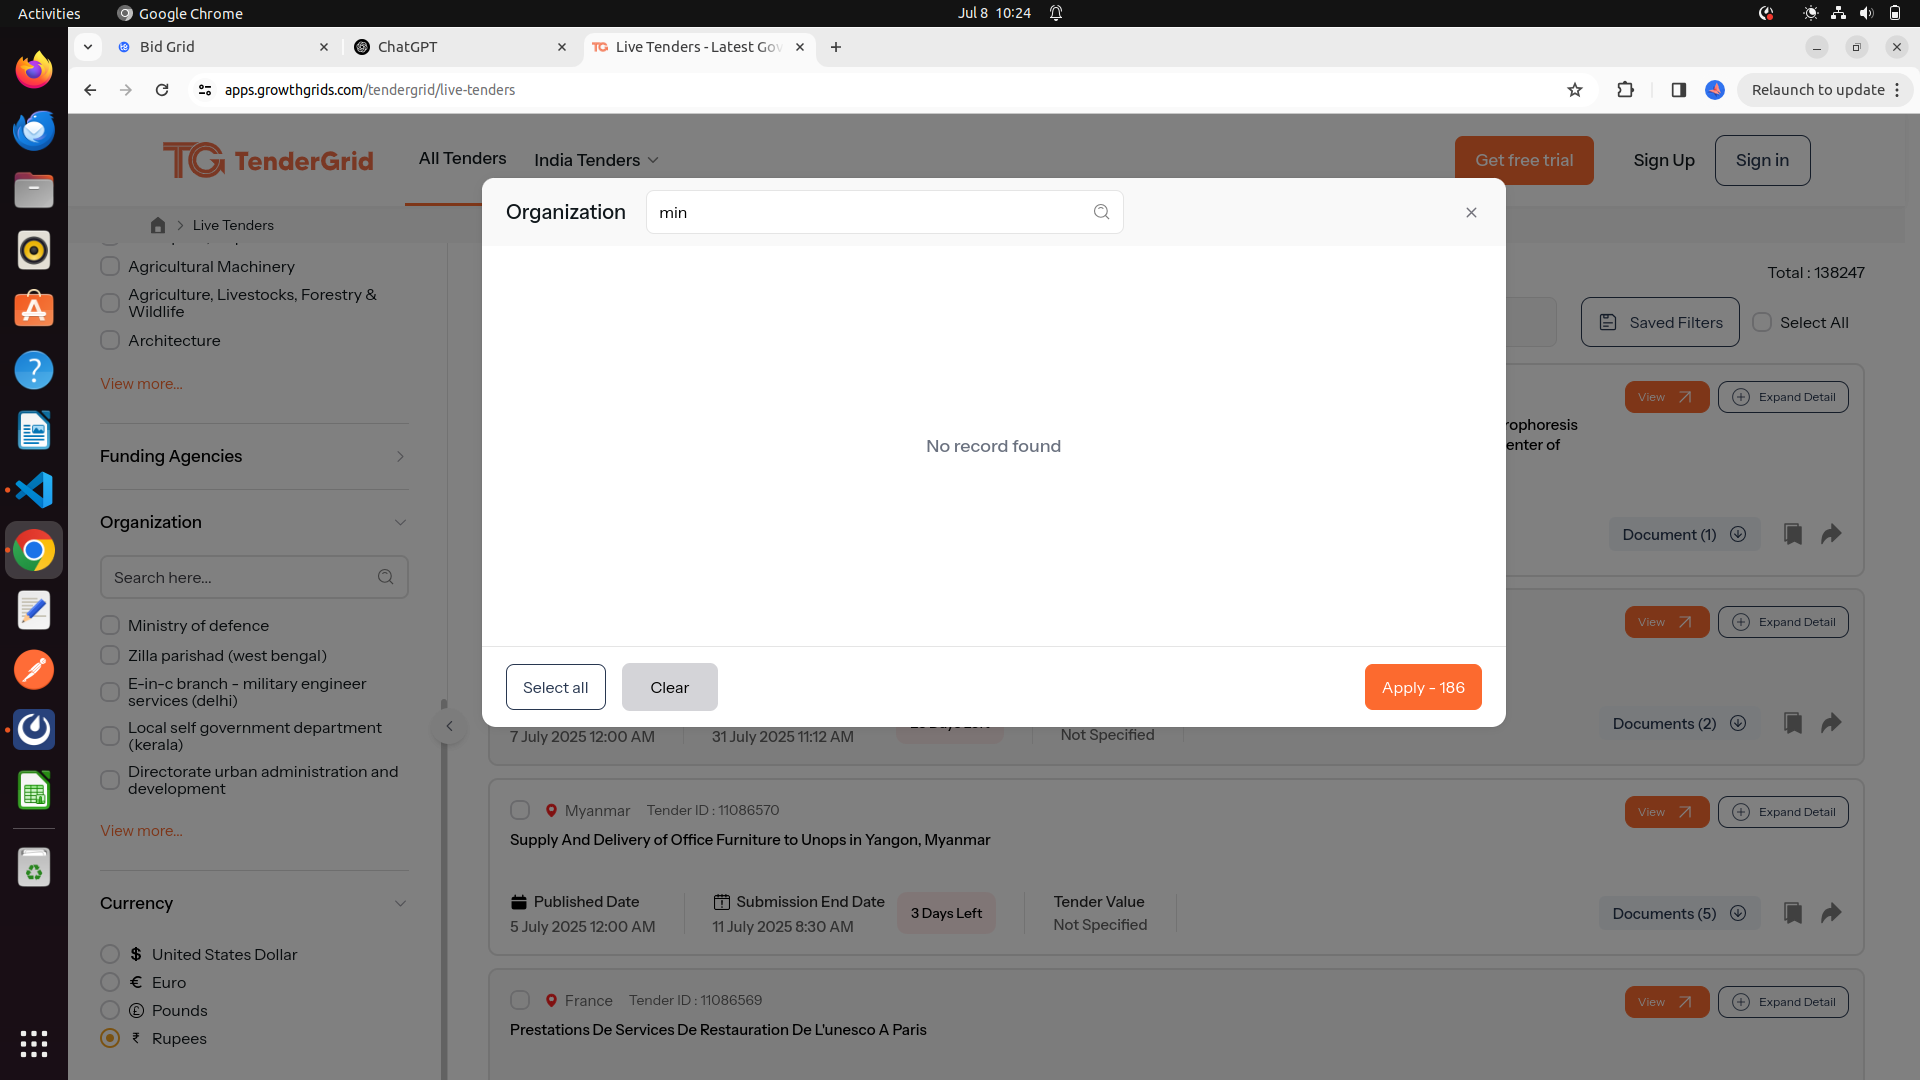 Activities
Google Chrome
Jul 8 10:24
Bid Grid
ChatGPT
Live Tenders - Latest Gov
apps.growthgrids.com/tendergrid/live-tenders
Relaunch to update
TenderGrid
All Tenders
India Tenders
Get free trial
Sign Up
Sign in
Live Tenders
Organization
min
Total : 138247
Agricultural Machinery
Agriculture, Livestocks, Forestry &
Wildlife
Architecture
View more...
Funding Agencies
Organization
Search here...
Ministry of defence
Zilla parishad (west bengal)
E-in-c branch - military engineer
services (delhi)
Local self government department
(kerala)
Directorate urban administration and
development
View more...
Currency
$ United States Dollar
€ Euro
£ Pounds
₹ Rupees
No record found
Select all
Clear
Apply - 186
Saved Filters
Select All
View
Expand Detail
rophoresis
enter of
Document (1)
View
Expand Detail
7 July 2025 12:00 AM
31 July 2025 11:12 AM
Not Specified
Documents (2)
Myanmar
Tender ID : 11086570
View
Expand Detail
Supply And Delivery of Office Furniture to Unops in Yangon, Myanmar
Published Date
Submission End Date
3 Days Left
Tender Value
5 July 2025 12:00 AM
11 July 2025 8:30 AM
Not Specified
Documents (5)
France
Tender ID : 11086569
View
Expand Detail
Prestations De Services De Restauration De L'unesco A Paris